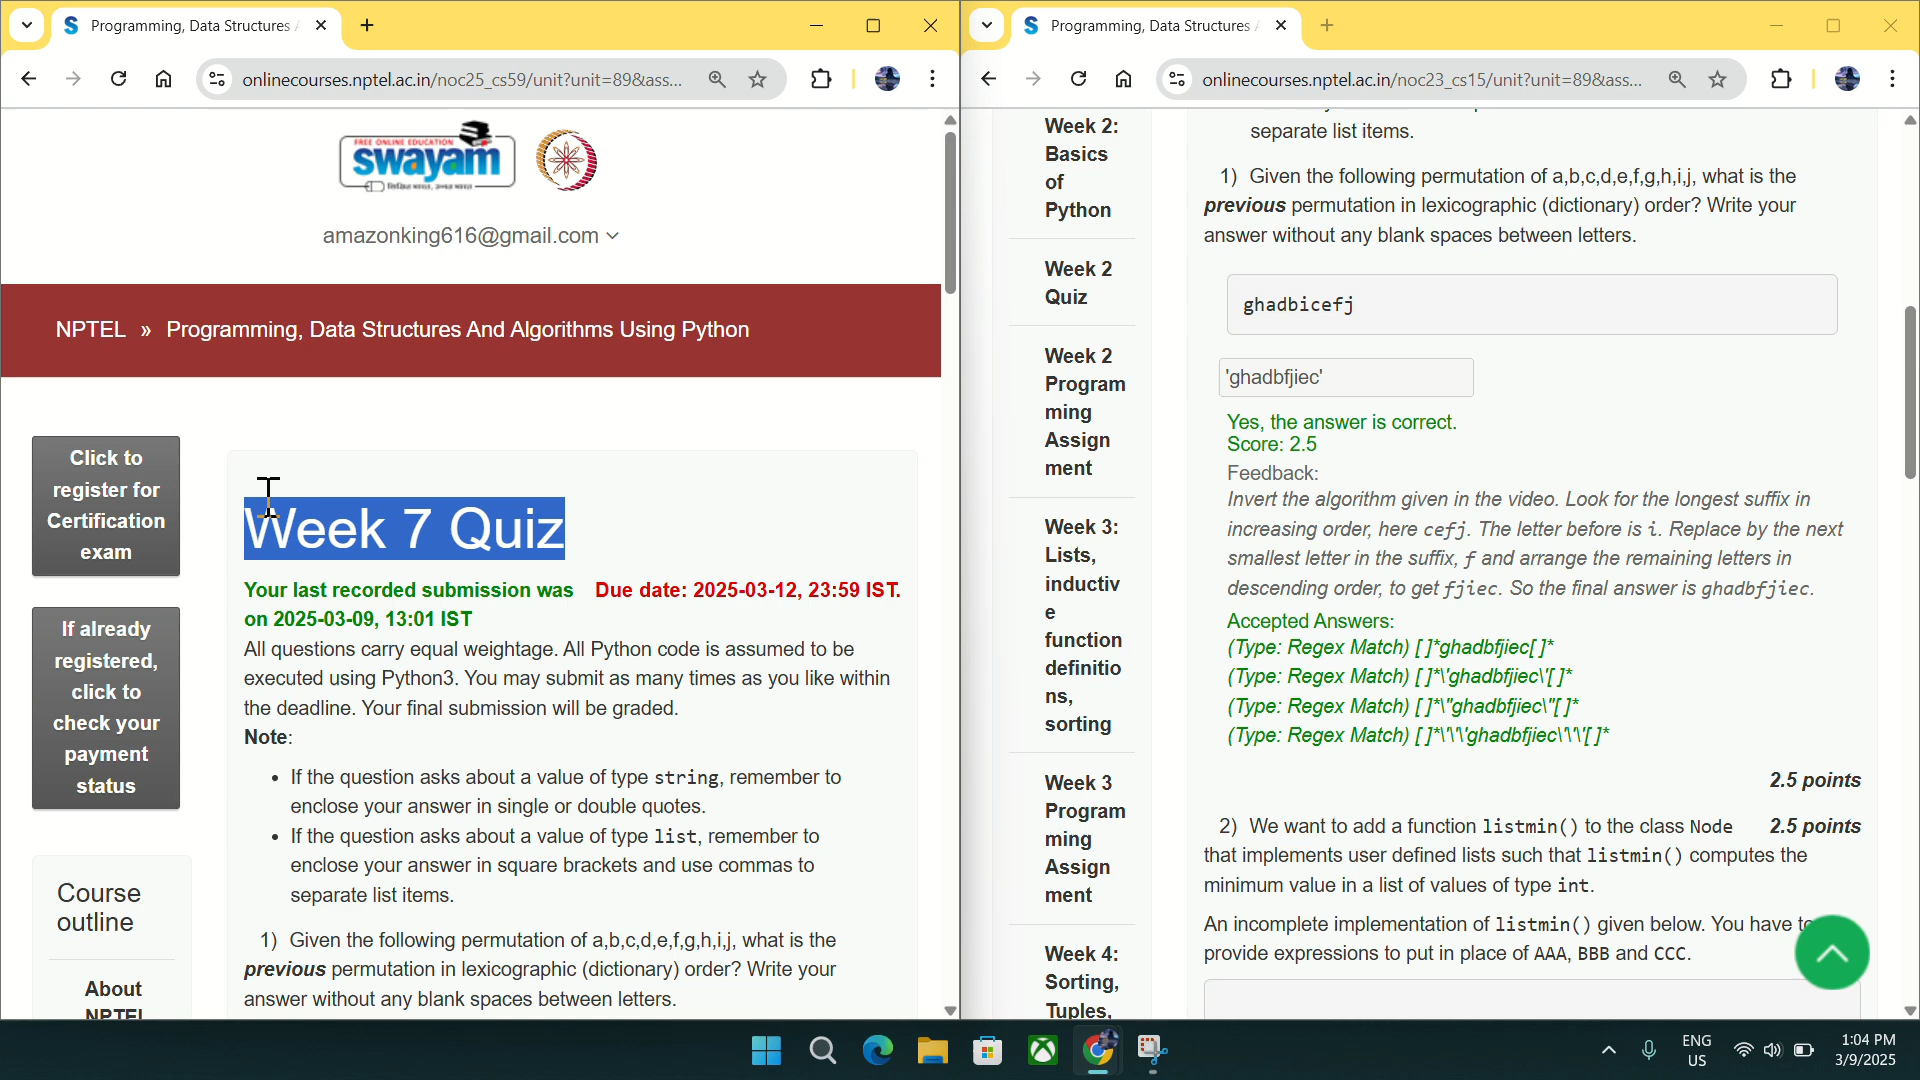 Programming, Data Structures A
onlinecourses.nptel.ac.in/noc25_cs59/unit?unit=89&ass...
FREE ONLINE EDUCATION
swayam
amazonking616@gmail.com
NPTEL » Programming, Data Structures And Algorithms Using Python
Click to
register for
Certification
exam
If already
registered,
click to
check your
payment
status
Course
outline
About
NPTEL
Week 7 Quiz
Your last recorded submission was
on 2025-03-09, 13:01 IST
Due date: 2025-03-12, 23:59 IST.
All questions carry equal weightage. All Python code is assumed to be
executed using Python3. You may submit as many times as you like within
the deadline. Your final submission will be graded.
Note:
• If the question asks about a value of type string, remember to
enclose your answer in single or double quotes.
• If the question asks about a value of type list, remember to
enclose your answer in square brackets and use commas to
separate list items.
1) Given the following permutation of a,b,c,d,e,f,g,h,i,j, what is the
previous permutation in lexicographic (dictionary) order? Write your
answer without any blank spaces between letters.
Programming, Data Structures A
onlinecourses.nptel.ac.in/noc23_cs15/unit?unit=89&ass...
Week 2:
Basics
of
Python
Week 2
Quiz
Week 2
Program
ming
Assign
ment
Week 3:
Lists,
inductiv
e
function
definitio
ns,
sorting
Week 3
Program
ming
Assign
ment
Week 4:
Sorting,
Tuples,
separate list items.
1) Given the following permutation of a,b,c,d,e,f,g,h,i,j, what is the
previous permutation in lexicographic (dictionary) order? Write your
answer without any blank spaces between letters.
ghadbicefj
'ghadbfjiec'
Yes, the answer is correct.
Score: 2.5
Feedback:
Invert the algorithm given in the video. Look for the longest suffix in
increasing order, here cefj. The letter before is i. Replace by the next
smallest letter in the suffix, f and arrange the remaining letters in
descending order, to get fjiec. So the final answer is ghadbfjiec.
Accepted Answers:
(Type: Regex Match) [ ]*ghadbfjiec[ ]*
(Type: Regex Match) [ ]*\'ghadbfjiec\'[ ]*
(Type: Regex Match) [ ]*\"ghadbfjiec\"[ ]*
(Type: Regex Match) [ ]*\'\'\'ghadbfjiec\'\'\'[ ]*
2.5 points
2) We want to add a function listmin() to the class Node 2.5 points
that implements user defined lists such that listmin() computes the
minimum value in a list of values of type int.
An incomplete implementation of listmin() given below. You have to
provide expressions to put in place of AAA, BBB and CCC.
ENG
US
1:04 PM
3/9/2025